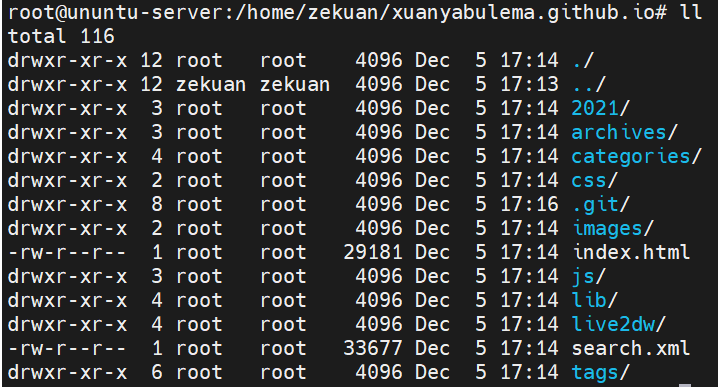 root@ununtu-server:/home/zekuan/xuanyabulema.github.io# ll
total 116
drwxr-xr-x 12 root   root    4096 Dec  5 17:14 ./
drwxr-xr-x 12 zekuan zekuan  4096 Dec  5 17:13 ../
drwxr-xr-x  3 root   root    4096 Dec  5 17:14 2021/
drwxr-xr-x  3 root   root    4096 Dec  5 17:14 archives/
drwxr-xr-x  4 root   root    4096 Dec  5 17:14 categories/
drwxr-xr-x  2 root   root    4096 Dec  5 17:14 css/
drwxr-xr-x  8 root   root    4096 Dec  5 17:16 .git/
drwxr-xr-x  2 root   root    4096 Dec  5 17:14 images/
-rw-r--r--  1 root   root   29181 Dec  5 17:14 index.html
drwxr-xr-x  3 root   root    4096 Dec  5 17:14 js/
drwxr-xr-x  4 root   root    4096 Dec  5 17:14 lib/
drwxr-xr-x  4 root   root    4096 Dec  5 17:14 live2dw/
-rw-r--r--  1 root   root   33677 Dec  5 17:14 search.xml
drwxr-xr-x  6 root   root    4096 Dec  5 17:14 tags/